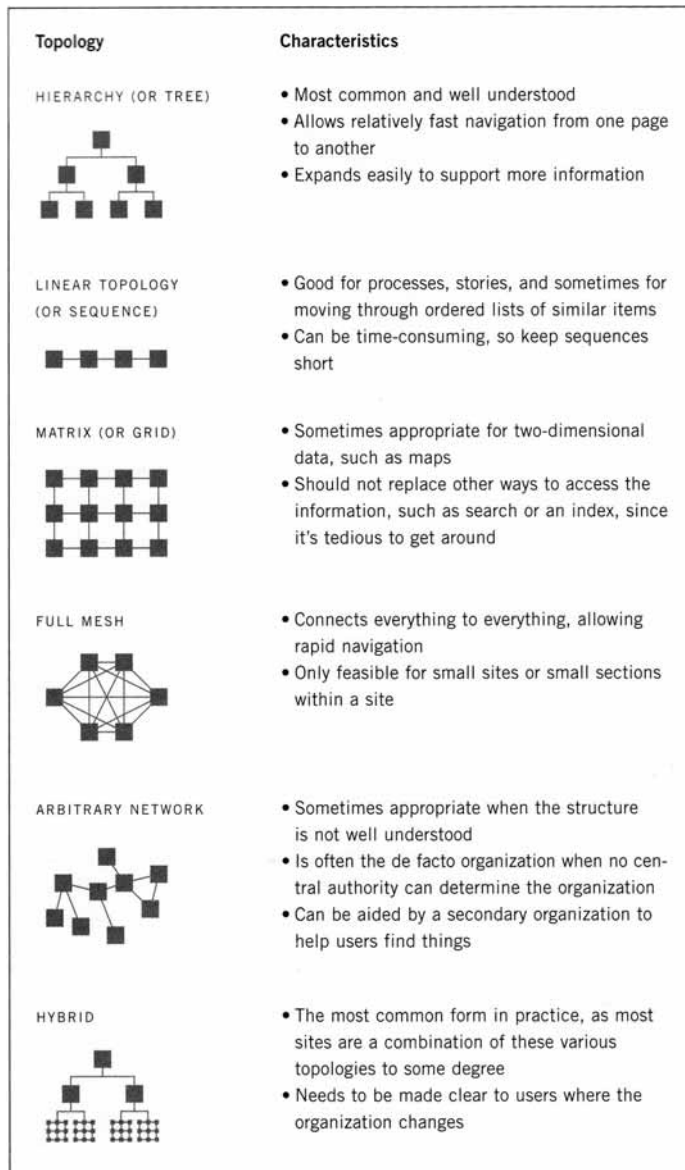 Topology Characteristics
HIERARCHY (OR TREE)
• Most common and well understood
• Allows relatively fast navigation from one page
to another
• Expands easily to support more information
LINEAR TOPOLOGY
(OR SEQUENCE)
• Good for processes, stories, and sometimes for
moving through ordered lists of similar items
• Can be time-consuming, so keep sequences
short
MATRIX (OR GRID)
• Sometimes appropriate for two-dimensional
data, such as maps
• Should not replace other ways to access the
information, such as search or an index, since
it's tedious to get around
FULL MESH
• Connects everything to everything, allowing
rapid navigation
• Only feasible for small sites or small sections
within a site
ARBITRARY NETWORK
• Sometimes appropriate when the structure
is not well understood
• Is often the de facto organization when no cen-
tral authority can determine the organization
• Can be aided by a secondary organization to
help users find things
HYBRID
• The most common form in practice, as most
sites are a combination of these various
topologies to some degree
• Needs to be made clear to users where the
organization changes